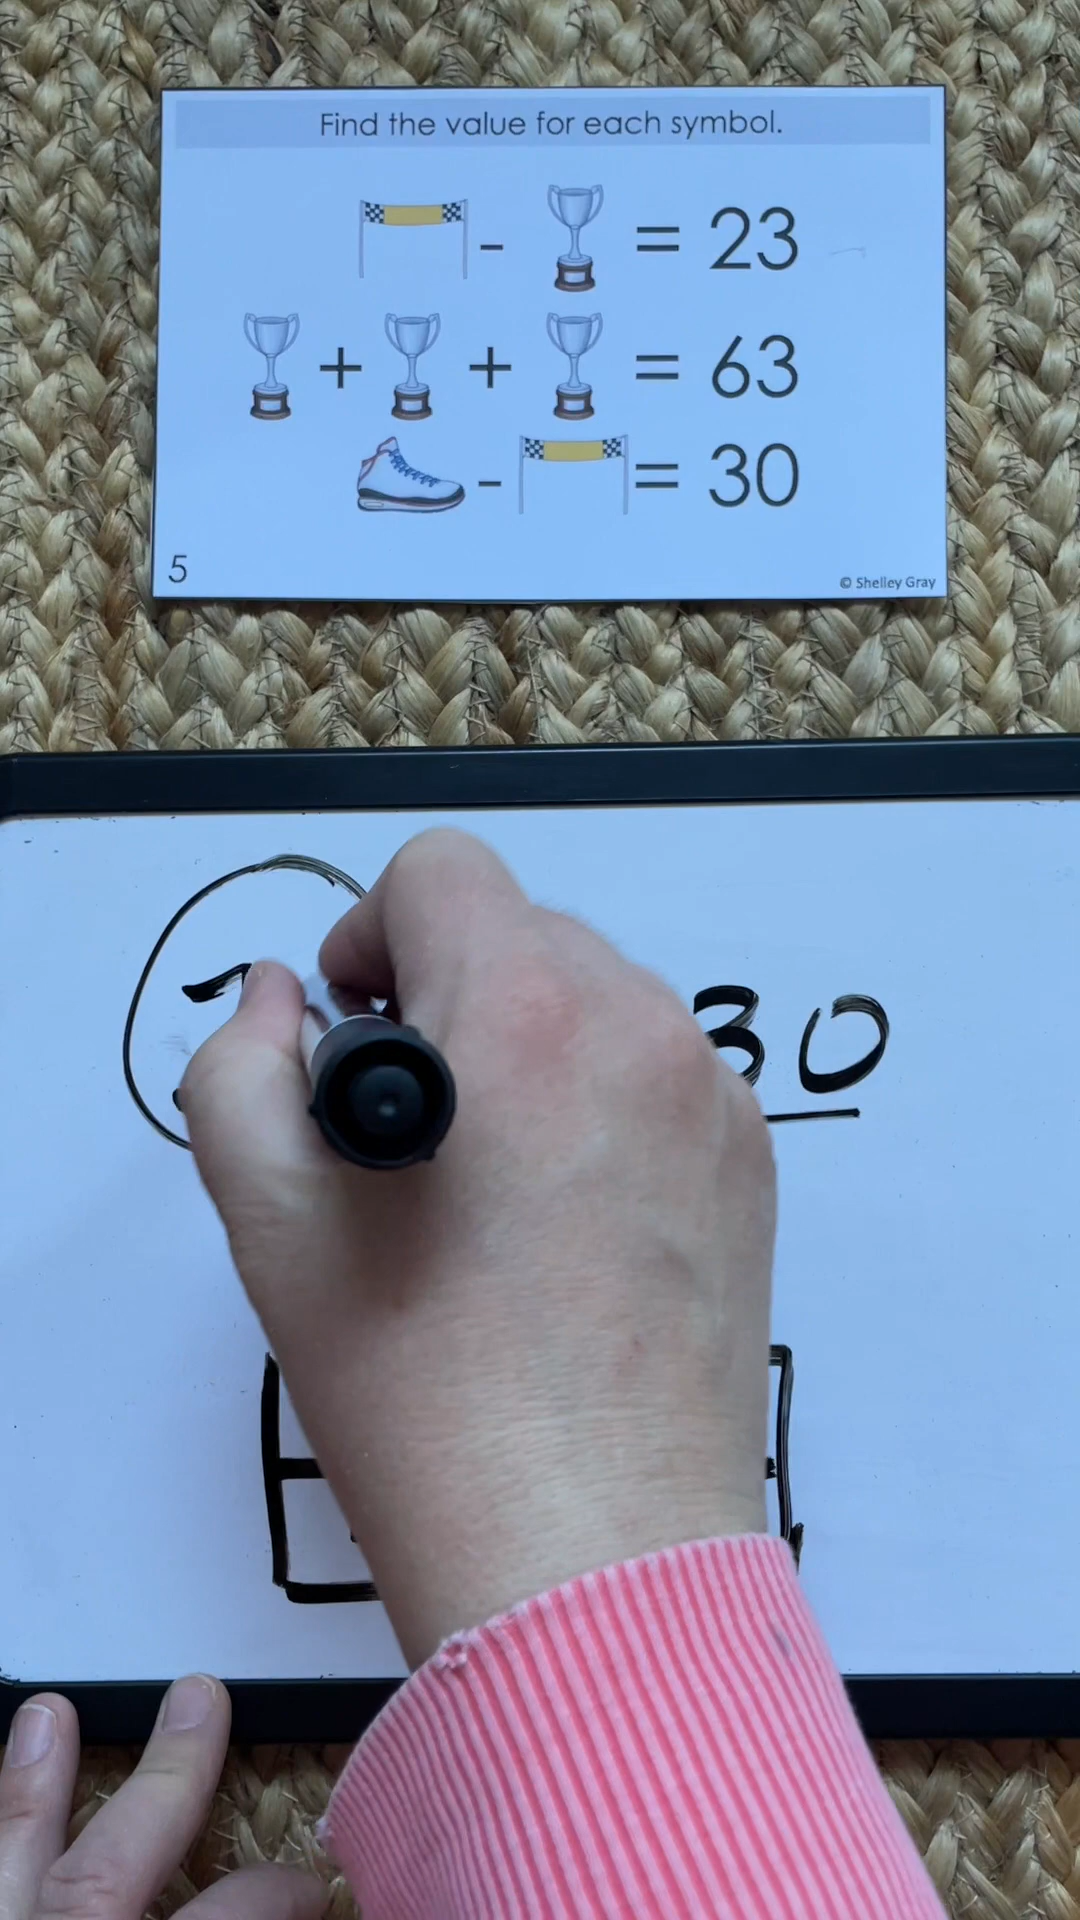 Find the value for each symbol.
- = 23
+ + = 63
- = 30
5
© Shelley Gray
30